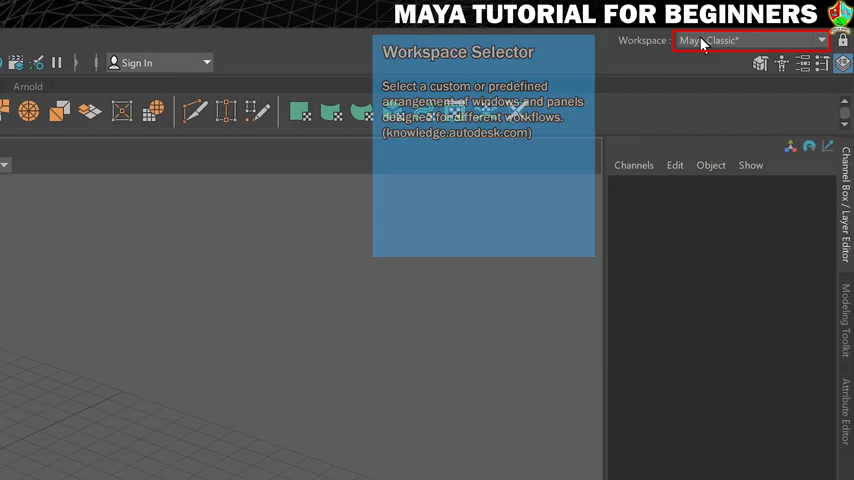 MAYA TUTORIAL FOR BEGINNERS
Workspace : Maya Classic*
Workspace Selector
Sign In
Select a custom or predefined
arrangement of windows and panels
designed for different workflows.
(knowledge.autodesk.com)
Arnold
Channels Edit Object Show
Channel Box / Layer Editor
Modeling Toolkit
Attribute Editor